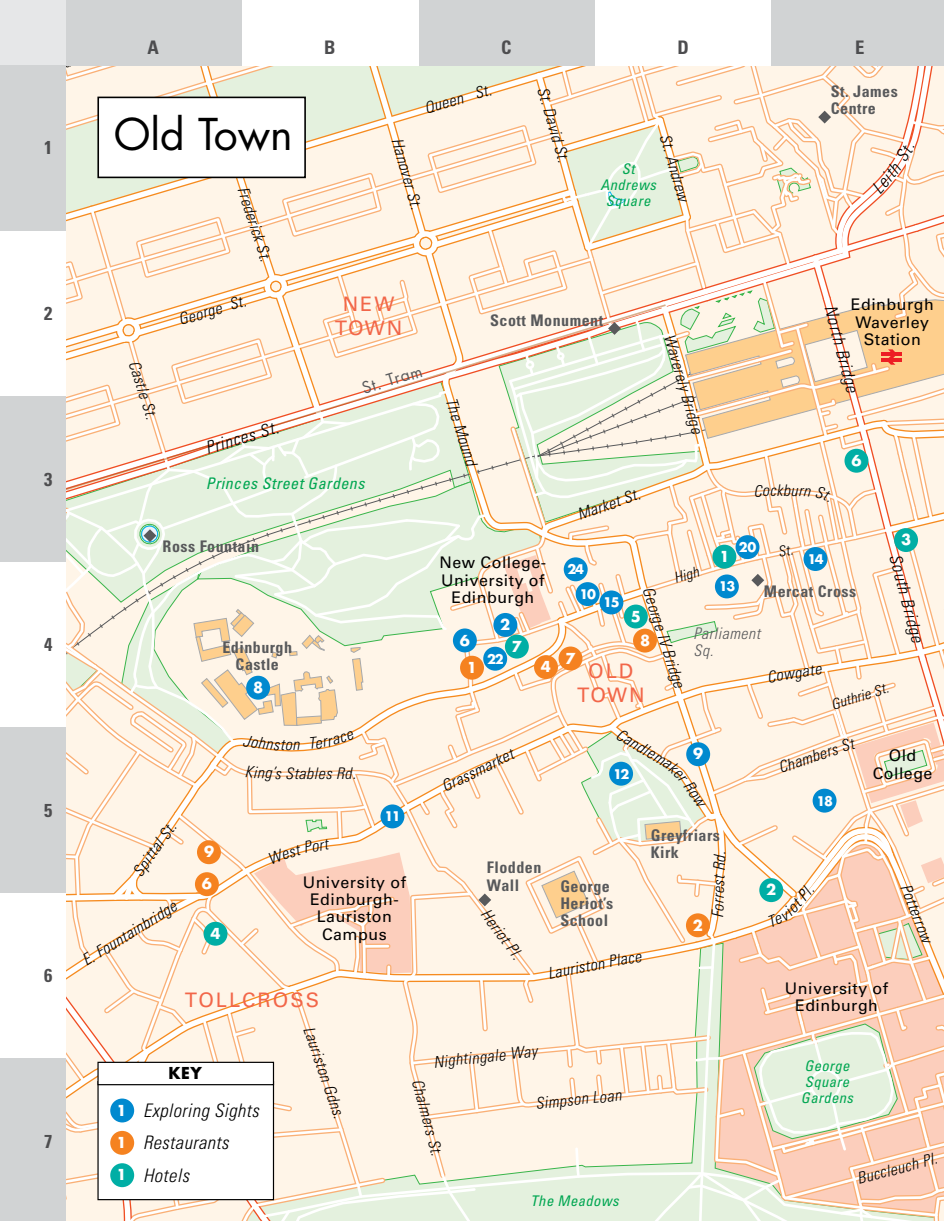 A B C D E
1
2
3
4
5
6
7
Old Town
Queen St.
St. David St.
St. Andrew
St. James
Centre
Leith St.
Hanover St.
Frederick St.
St
Andrews
Square
George St.
NEW
TOWN
Scott Monument
Edinburgh
Waverley
Station
North Bridge
Waverely Bridge
Castle St.
St. Tram
Princes St.
The Mound
Princes Street Gardens
Market St.
Cockburn St.
6
3
Ross Fountain
New College-
University of
Edinburgh
24
10
15
5
8
1
20
14
13
High
St.
Mercat Cross
South Bridge
George IV Bridge
Parliament
Sq.
2
6
7
22
1
4
7
OLD
TOWN
Edinburgh
Castle
8
Cowgate
Guthrie St.
Johnston Terrace
King's Stables Rd.
Grassmarket
Candlemaker Row
9
12
Chambers St
Old
College
18
11
Spittal St.
9
6
West Port
Greyfriars
Kirk
Flodden
Wall
George
Heriot's
School
University of
Edinburgh-
Lauriston
Campus
Forrest Rd.
2
Teviot Pl.
Potterrow
E. Fountainbridge
4
Heriot Pl.
2
Lauriston Place
TOLLCROSS
University of
Edinburgh
Lauriston Gdns.
Nightingale Way
Chalmers St.
Simpson Loan
George
Square
Gardens
Buccleuch Pl.
The Meadows
KEY
1 Exploring Sights
1 Restaurants
1 Hotels